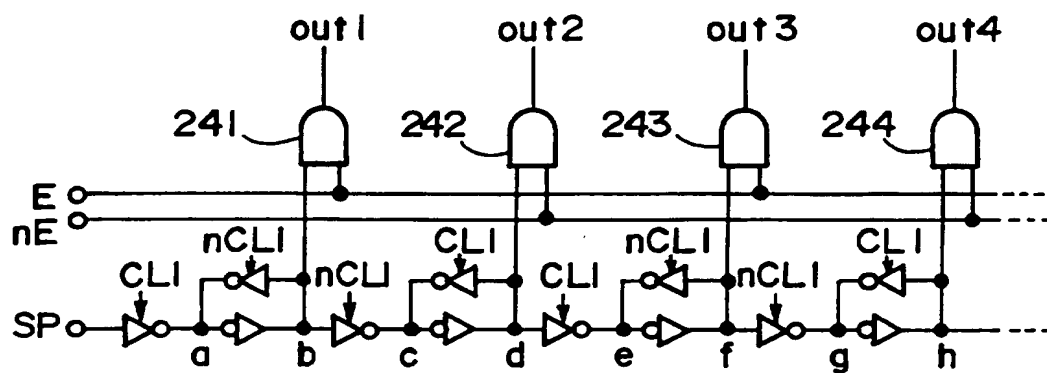 out1 out2 out3 out4
241 242 243 244
E
nE
nCL1 CL1 nCL1 CL1
CL1 nCL1 CL1 nCL1
SP
a b c d e f g h